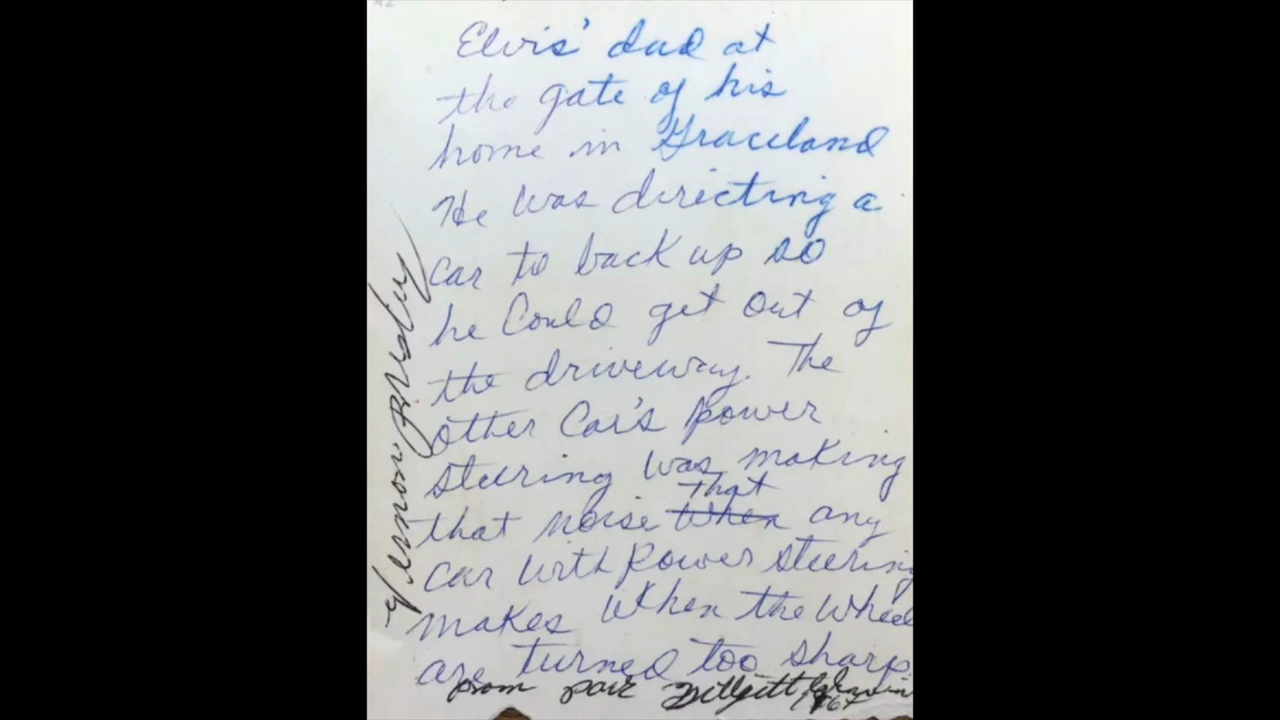 Elvis' dad at
the gate of his
home in Graceland
He was directing a
car to back up so
he could get out of
the driveway. The
other car's power
steering was making
that noise That any
car with power steering
makes when the wheel
are turned too sharp
from
Vernon Presley